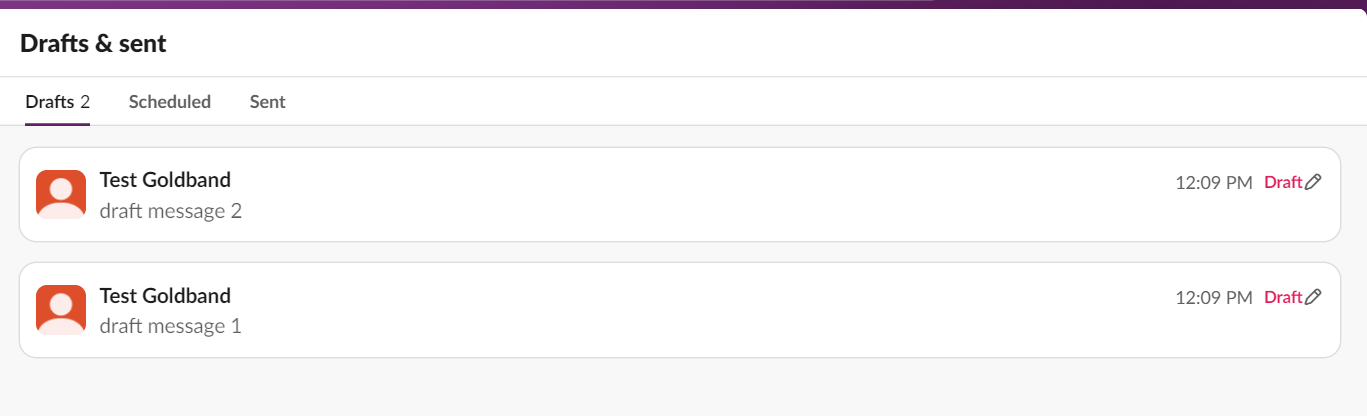 Drafts & sent
Drafts 2 Scheduled Sent
Test Goldband 12:09 PM Draft
draft message 2
Test Goldband 12:09 PM Draft
draft message 1